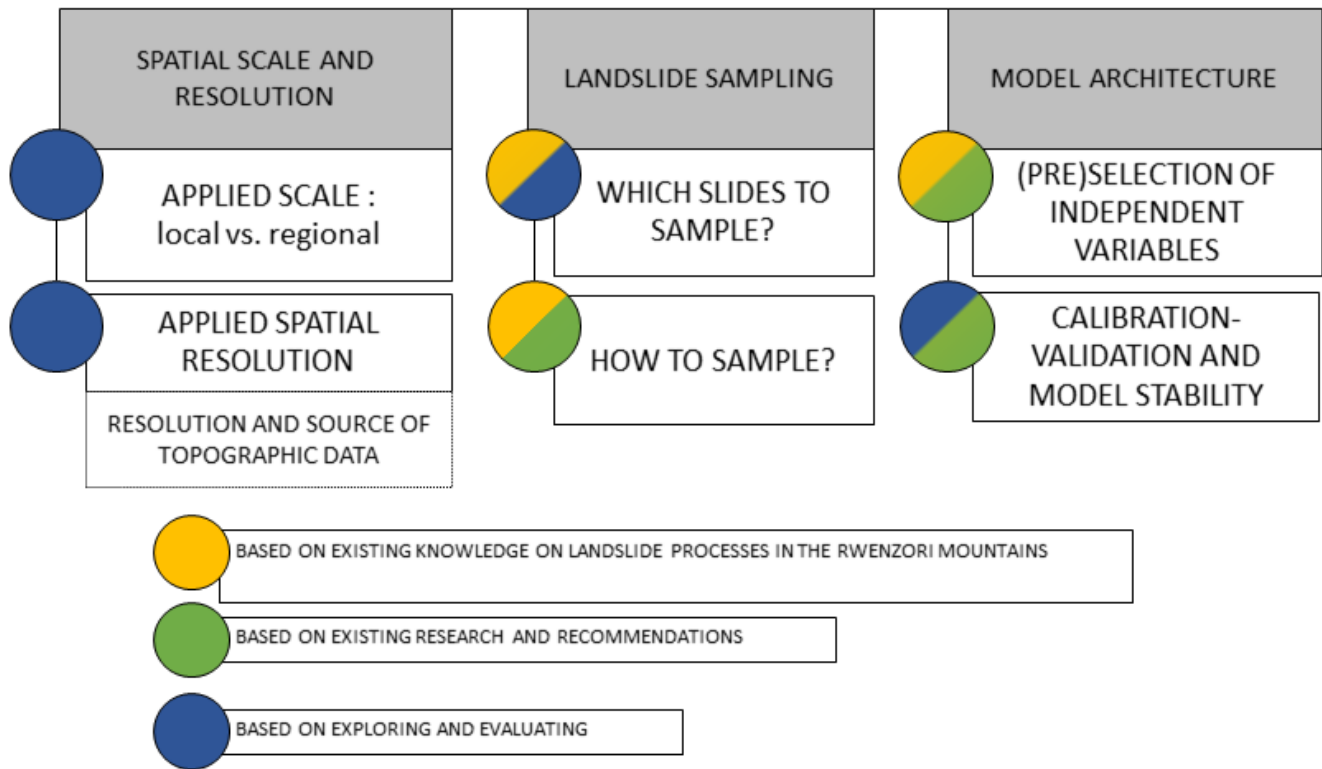 SPATIAL SCALE AND
RESOLUTION
APPLIED SCALE :
local vs. regional
APPLIED SPATIAL
RESOLUTION
RESOLUTION AND SOURCE OF
TOPOGRAPHIC DATA
LANDSLIDE SAMPLING
WHICH SLIDES TO
SAMPLE?
HOW TO SAMPLE?
MODEL ARCHITECTURE
(PRE)SELECTION OF
INDEPENDENT
VARIABLES
CALIBRATION-
VALIDATION AND
MODEL STABILITY
BASED ON EXISTING KNOWLEDGE ON LANDSLIDE PROCESSES IN THE RWENZORI MOUNTAINS
BASED ON EXISTING RESEARCH AND RECOMMENDATIONS
BASED ON EXPLORING AND EVALUATING